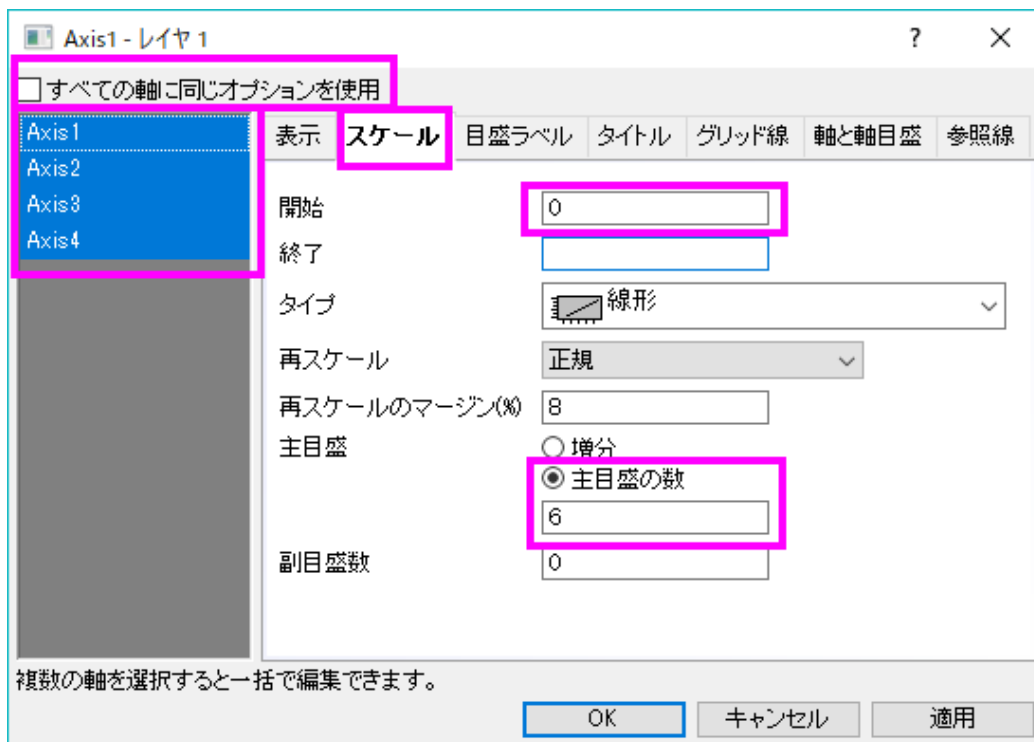 Axis1 - レイヤ 1 ?
すべての軸に同じオプションを使用
Axis1
Axis2
Axis3
Axis4
表示 スケール 目盛ラベル タイトル グリッド線 軸と軸目盛 参照線
開始 0
終了
タイプ 線形
再スケール 正規
再スケールのマージン(%) 8
主目盛 増分
主目盛の数
6
副目盛数 0
複数の軸を選択すると一括で編集できます。
OK キャンセル 適用